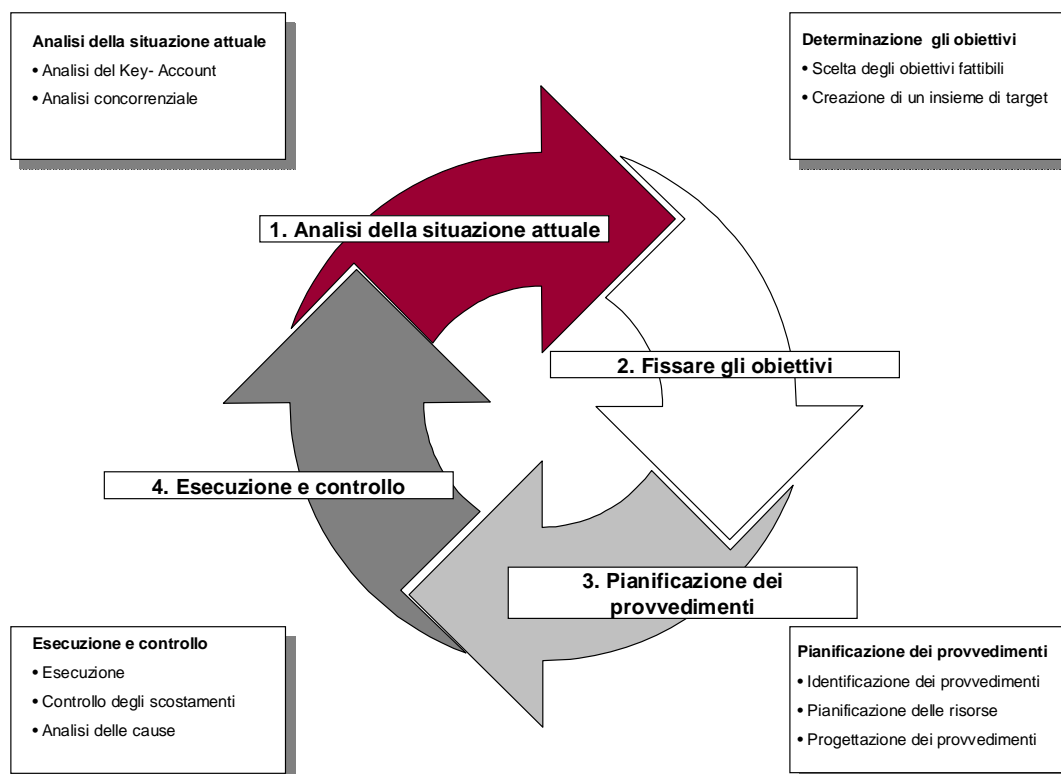 Analisi della situazione attuale
• Analisi del Key- Account
• Analisi concorrenziale
Determinazione gli obiettivi
• Scelta degli obiettivi fattibili
• Creazione di un insieme di target
1. Analisi della situazione attuale
2. Fissare gli obiettivi
4. Esecuzione e controllo
3. Pianificazione dei
provvedimenti
Esecuzione e controllo
• Esecuzione
• Controllo degli scostamenti
• Analisi delle cause
Pianificazione dei provvedimenti
• Identificazione dei provvedimenti
• Pianificazione delle risorse
• Progettazione dei provvedimenti